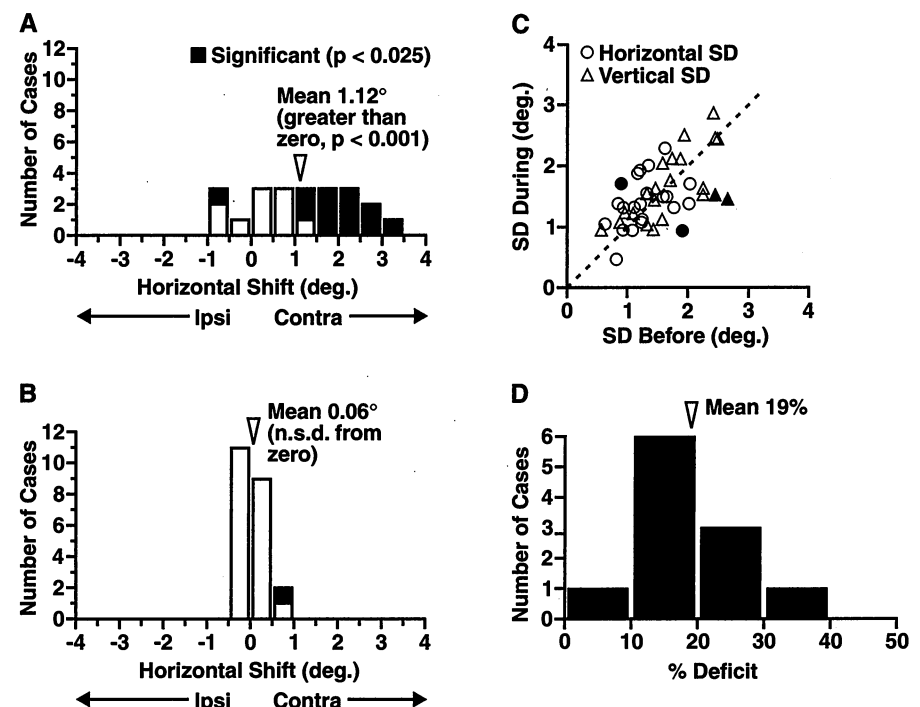 A
12
10
8
6
4
2
0
Number of Cases
Significant (p < 0.025)
Mean 1.12°
(greater than
zero, p < 0.001)
-4 -3 -2 -1 0 1 2 3 4
Horizontal Shift (deg.)
Ipsi Contra
B
12
10
8
6
4
2
0
Number of Cases
Mean 0.06°
(n.s.d. from
zero)
-4 -3 -2 -1 0 1 2 3 4
Horizontal Shift (deg.)
Ipsi Contra
C
4
3
2
1
0
SD During (deg.)
Horizontal SD
Vertical SD
0 1 2 3 4
SD Before (deg.)
D
Mean 19%
6
5
4
3
2
1
0
Number of Cases
0 10 20 30 40 50
% Deficit